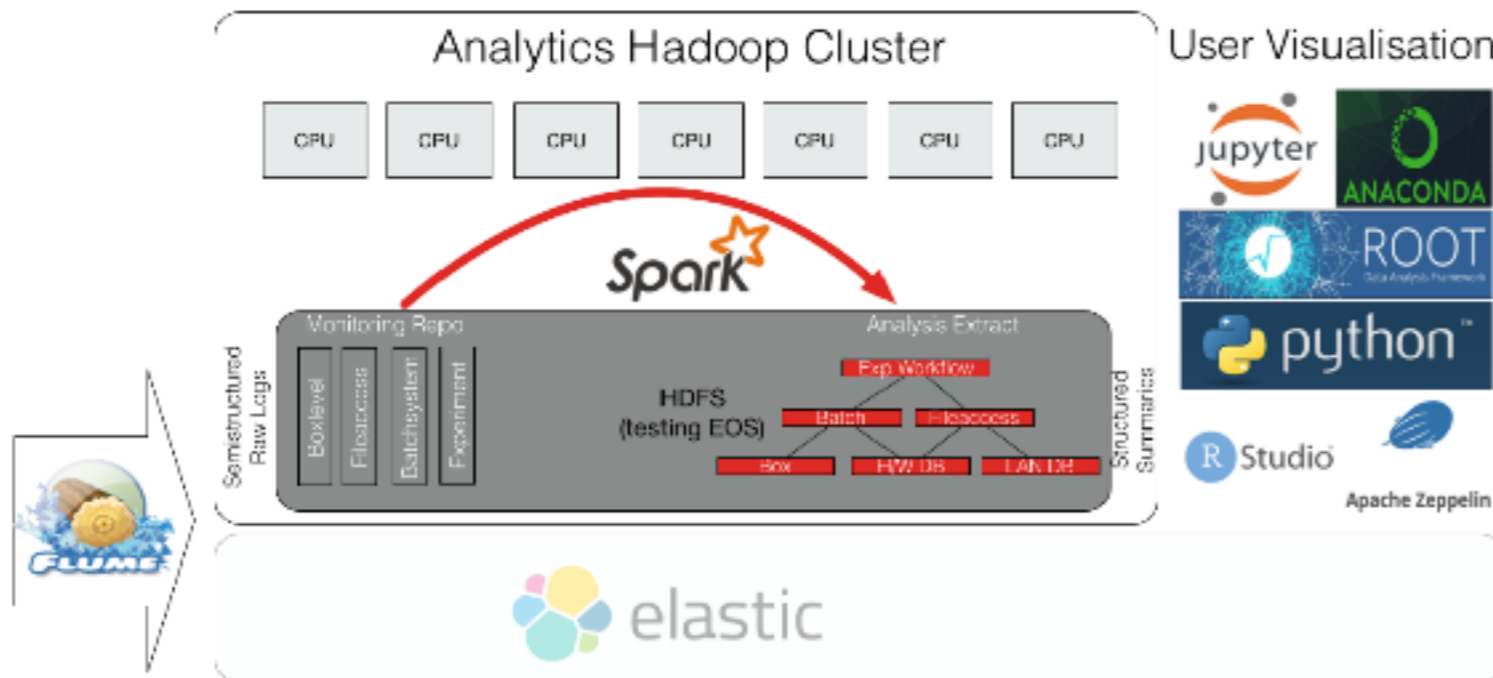 Analytics Hadoop Cluster
User Visualisation
CPU
CPU
CPU
CPU
CPU
CPU
CPU
jupyter
ANACONDA
Spark
ROOT
Data Analysis Framework
Monitoring Repo
Analysis Extract
python™
Semistructured
Raw Logs
Boxlevel
Fileaccess
Batchsystem
Experiment
HDFS
(testing EOS)
Exp Workflow
Batch
Fileaccess
Box
H/W DB
LAN DB
Structured
Summaries
R Studio
Apache Zeppelin
FLUME
elastic